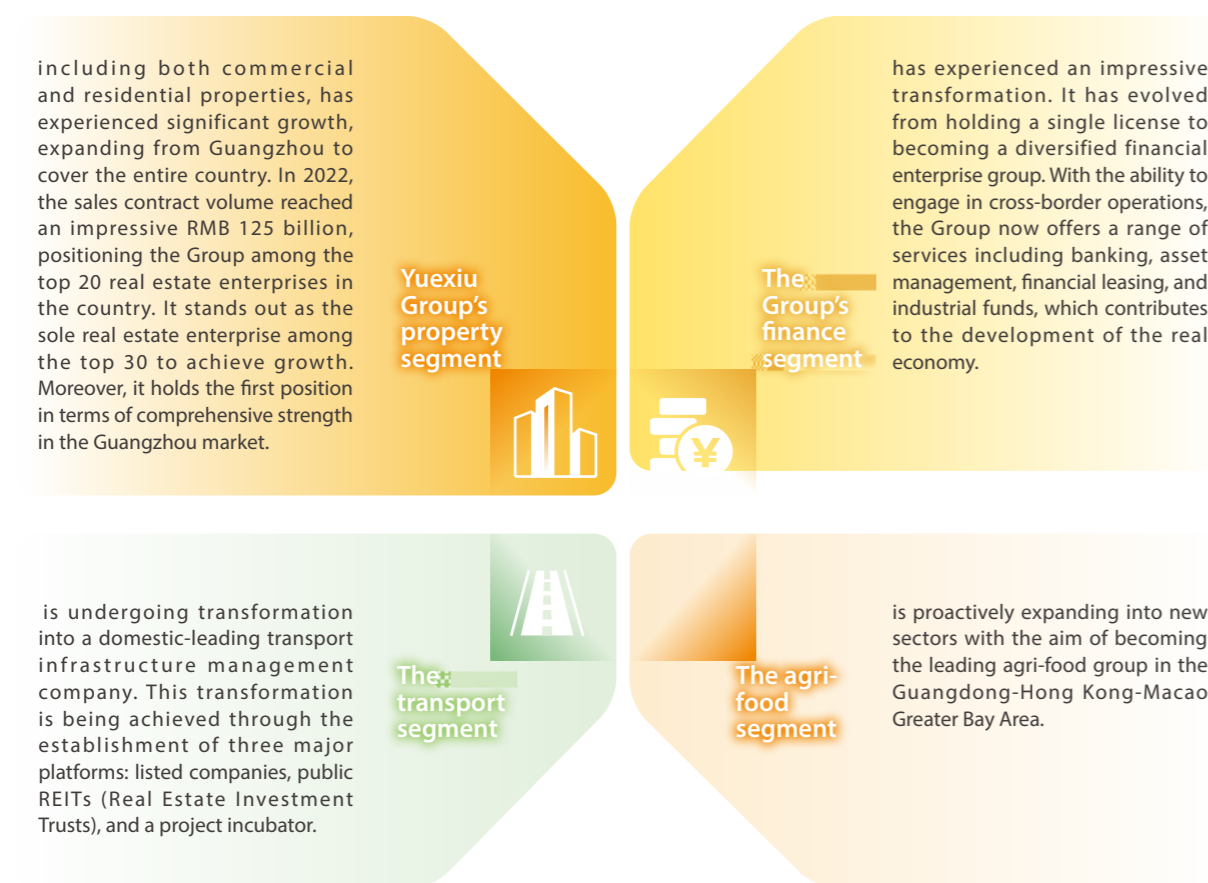 Yuexiu
Group's
property
segment
including both commercial
and residential properties, has
experienced significant growth,
expanding from Guangzhou to
cover the entire country. In 2022,
the sales contract volume reached
an impressive RMB 125 billion,
positioning the Group among the
top 20 real estate enterprises in
the country. It stands out as the
sole real estate enterprise among
the top 30 to achieve growth.
Moreover, it holds the first position
in terms of comprehensive strength
in the Guangzhou market.
The
Group's
finance
segment
has experienced an impressive
transformation. It has evolved
from holding a single license to
becoming a diversified financial
enterprise group. With the ability to
engage in cross-border operations,
the Group now offers a range of
services including banking, asset
management, financial leasing, and
industrial funds, which contributes
to the development of the real
economy.
¥
The
transport
segment
is undergoing transformation
into a domestic-leading transport
infrastructure management
company. This transformation
is being achieved through the
establishment of three major
platforms: listed companies, public
REITs (Real Estate Investment
Trusts), and a project incubator.
The agri-
food
segment
is proactively expanding into new
sectors with the aim of becoming
the leading agri-food group in the
Guangdong-Hong Kong-Macao
Greater Bay Area.